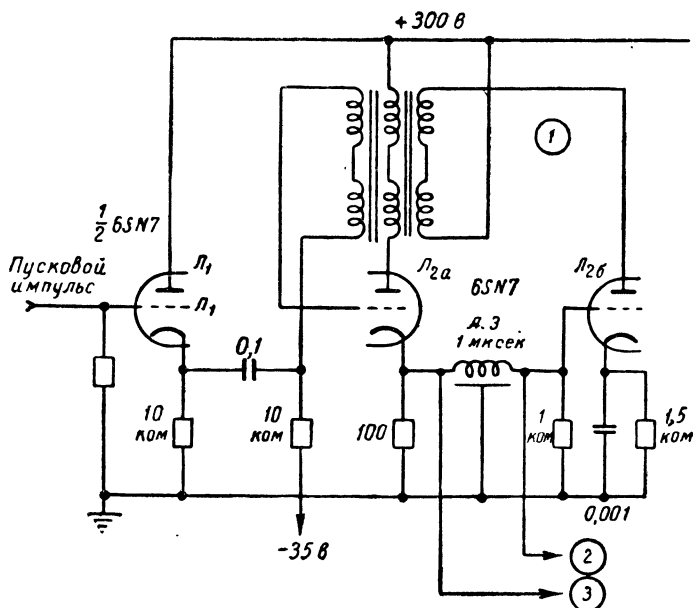 +300 в
1
1/2 6SN7
Пусковой
импульс
Л₁
Л₁
Л₂а
6SN7
Л₂б
Л.З
1 мксек
0,1
10
ком
10
ком
100
1
ком
1,5
ком
0,001
-35 в
2
3